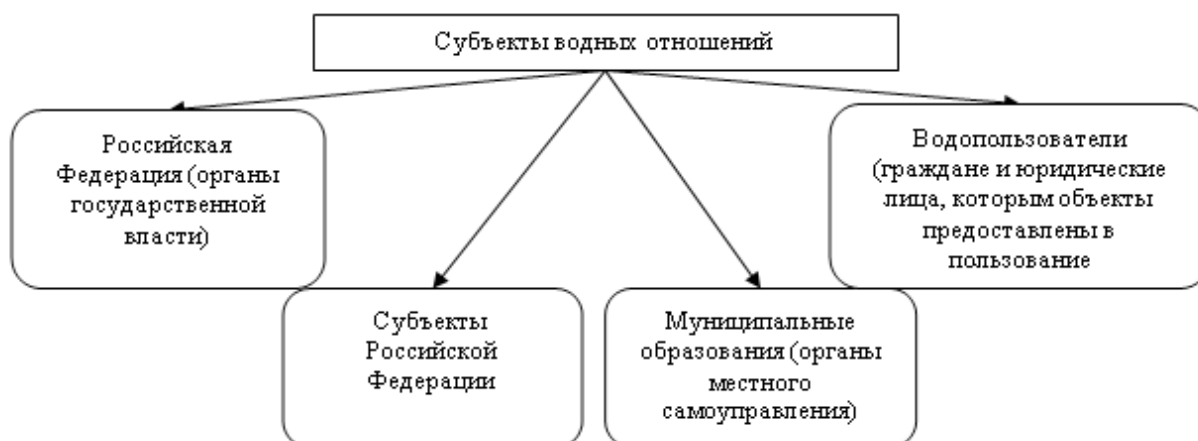 Субъекты водных отношений
Российская
Федерация (органы
государственной
власти)
Водопользователи
(граждане и юридические
лица, которым объекты
предоставлены в
пользование
Субъекты
Российской
Федерации
Муниципальные
образования (органы
местного
самоуправления)